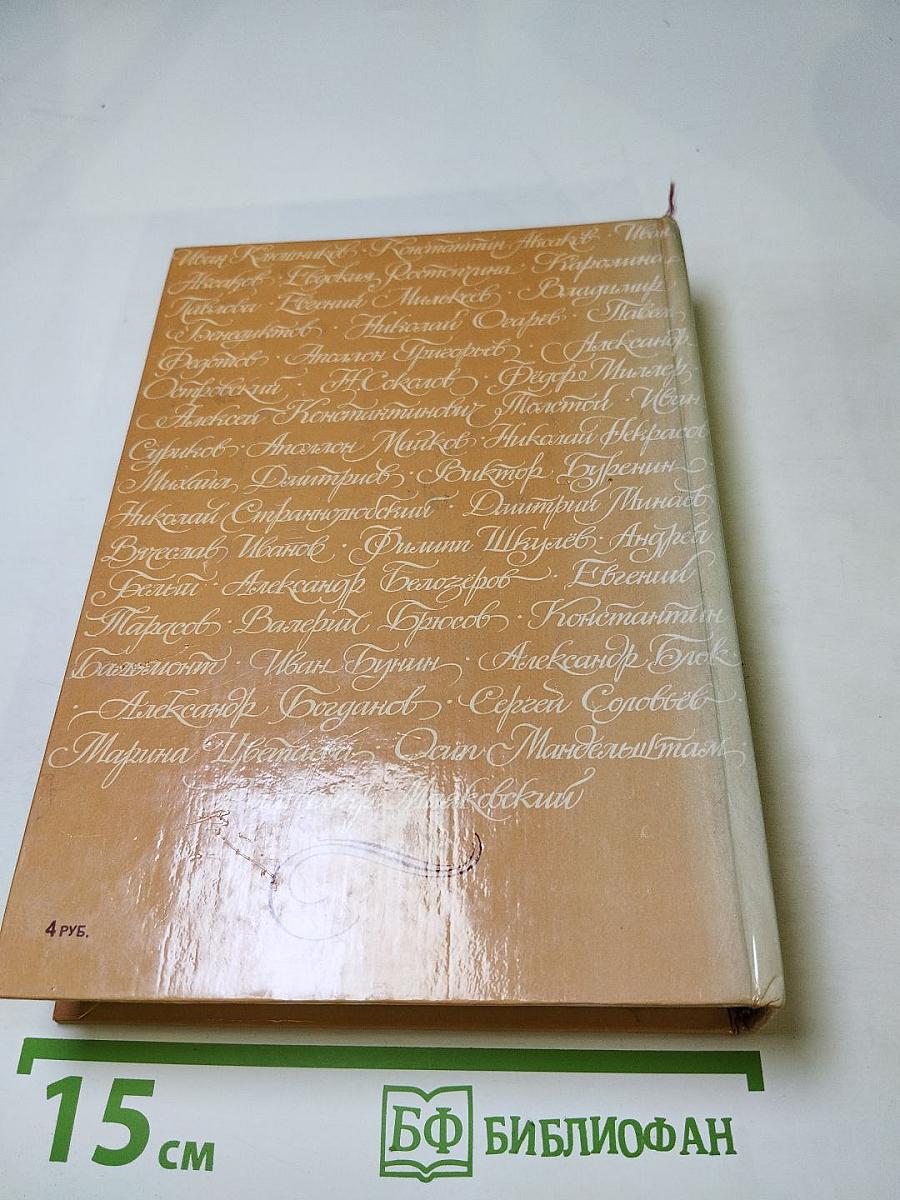 Иван Клюшников · Константин Аксаков · Иван
Аксаков · Евдокия Ростопчина · Каролина
Павлова · Евгений Милькеев · Владимир
Бенедиктов · Николай Огарёв · Павел
Федотов · Аполлон Григорьев · Александр
Островский · Н. Соколов · Фёдор Миллер
Алексей Константинович Толстой · Иван
Суриков · Аполлон Майков · Николай Некрасов
Михаил Дмитриев · Виктор Буренин ·
Николай Страннолюбский · Дмитрий Минаев
Вячеслав Иванов · Филипп Шкулёв · Андрей
Белый · Александр Белозёров · Евгений
Тарасов · Валерий Брюсов · Константин
Бальмонт · Иван Бунин · Александр Блок
· Александр Богданов · Сергей Соловьёв ·
Марина Цветаева · Осип Мандельштам ·
Маяковский
4 РУБ.
15 см
БФ БИБЛИОФАН